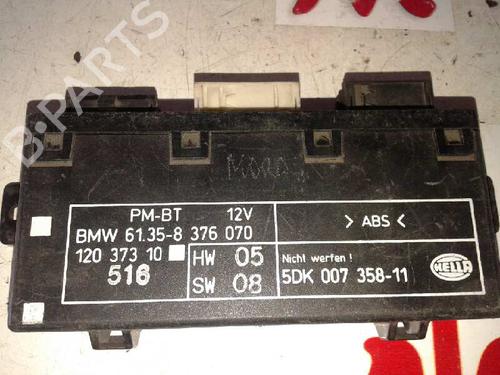 B-PARTS
PM-BT 12V
BMW 61.35-8 376 070
120 373 10
516
HW 05
SW 08
> ABS <
Nicht werfen !
5DK 007 358-11
HELLA